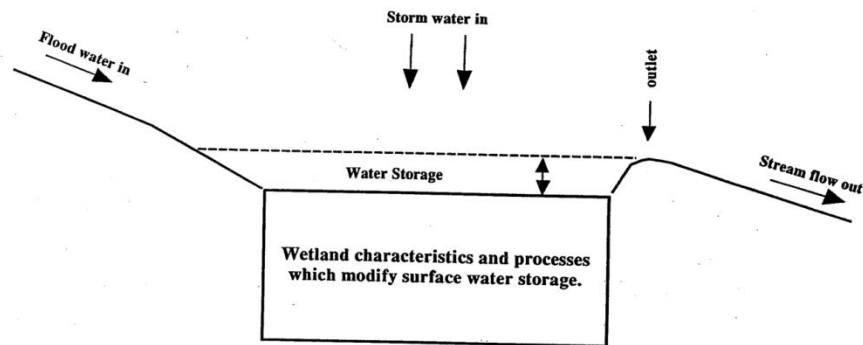 Storm water in
Flood water in
outlet
Water Storage
Stream flow out
Wetland characteristics and processes
which modify surface water storage.